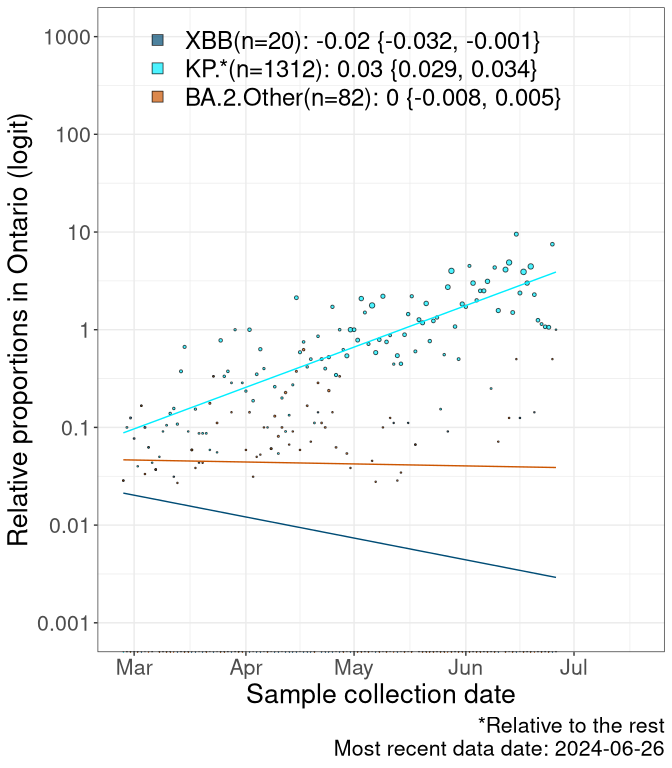 XBB(n=20): -0.02 {-0.032, -0.001}
KP.*(n=1312): 0.03 {0.029, 0.034}
BA.2.Other(n=82): 0 {-0.008, 0.005}
Relative proportions in Ontario (logit)
1000
100
10
1
0.1
0.01
0.001
Mar Apr May Jun Jul
Sample collection date
*Relative to the rest
Most recent data date: 2024-06-26